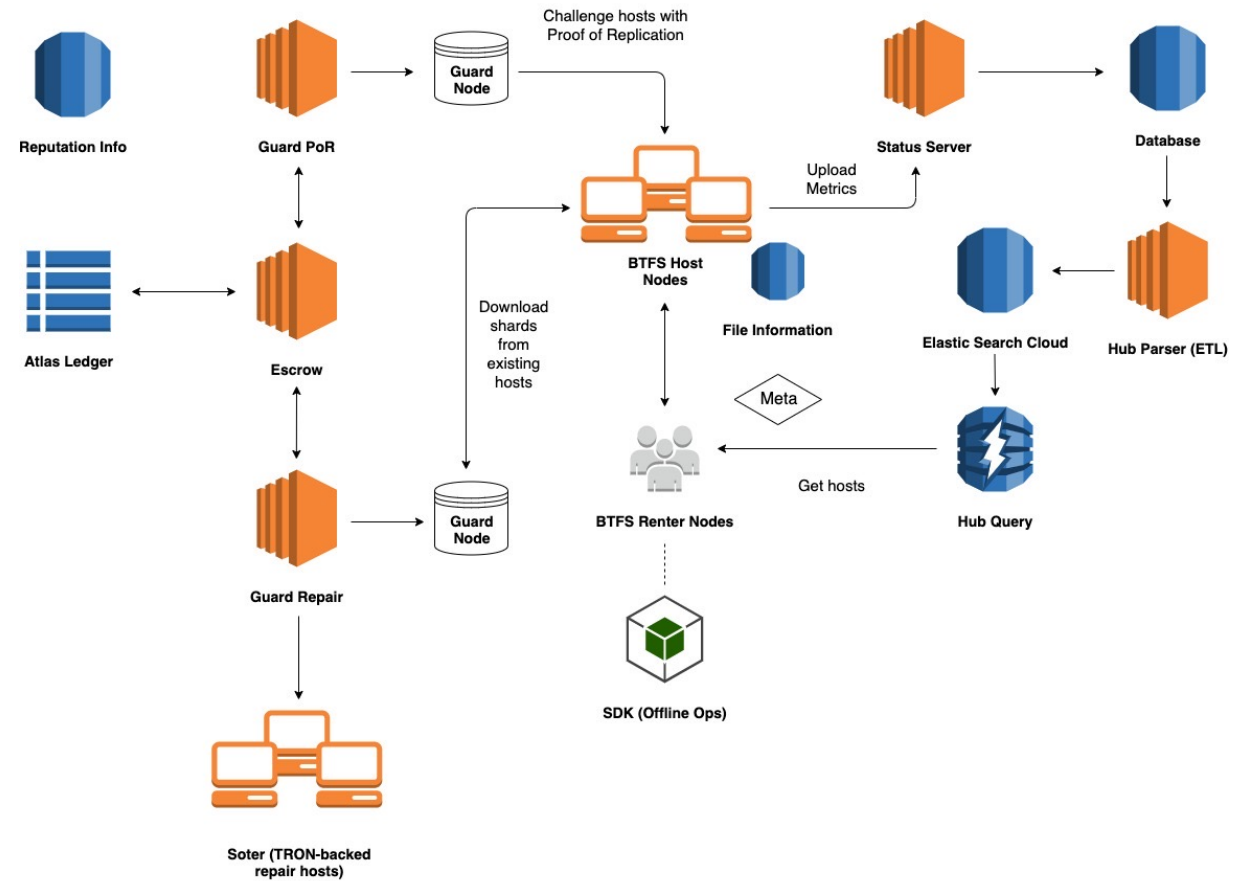 Challenge hosts with
Proof of Replication
Guard
Node
Reputation Info
Guard PoR
Status Server
Database
Upload
Metrics
BTFS Host
Nodes
File Information
Download
shards
from
existing
hosts
Atlas Ledger
Escrow
Elastic Search Cloud
Hub Parser (ETL)
Meta
Get hosts
Guard
Node
BTFS Renter Nodes
Hub Query
Guard Repair
SDK (Offline Ops)
Soter (TRON-backed
repair hosts)